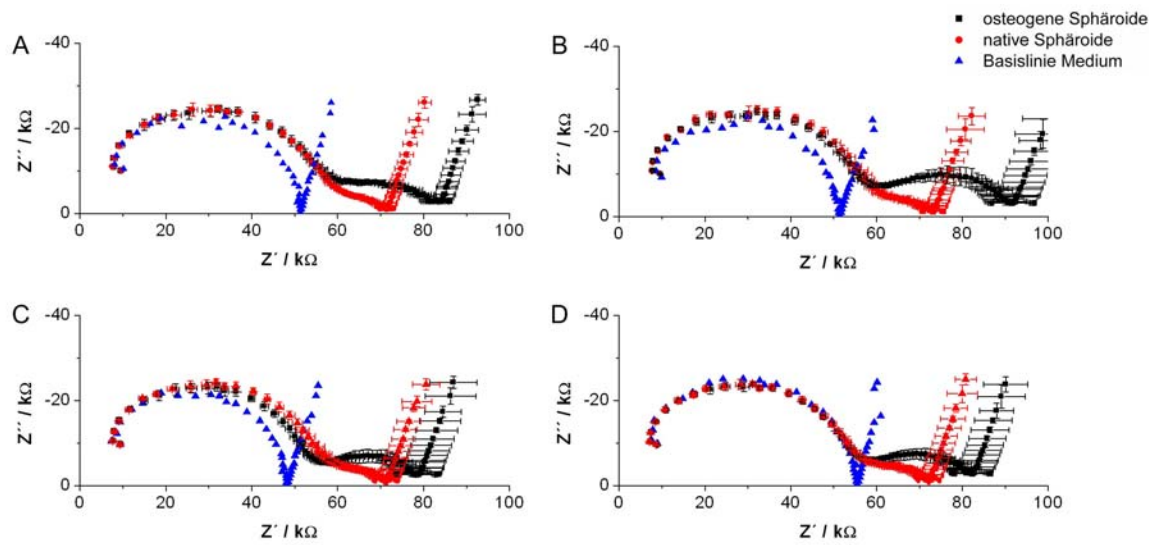 osteogene Sphäroide
native Sphäroide
Basislinie Medium
A
-40
-20
0
Z´´ / kΩ
0 20 40 60 80 100
Z´ / kΩ
B
-40
-20
0
Z´´ / kΩ
0 20 40 60 80 100
Z´ / kΩ
C
-40
-20
0
Z´´ / kΩ
0 20 40 60 80 100
Z´ / kΩ
D
-40
-20
0
Z´´ / kΩ
0 20 40 60 80 100
Z´ / kΩ